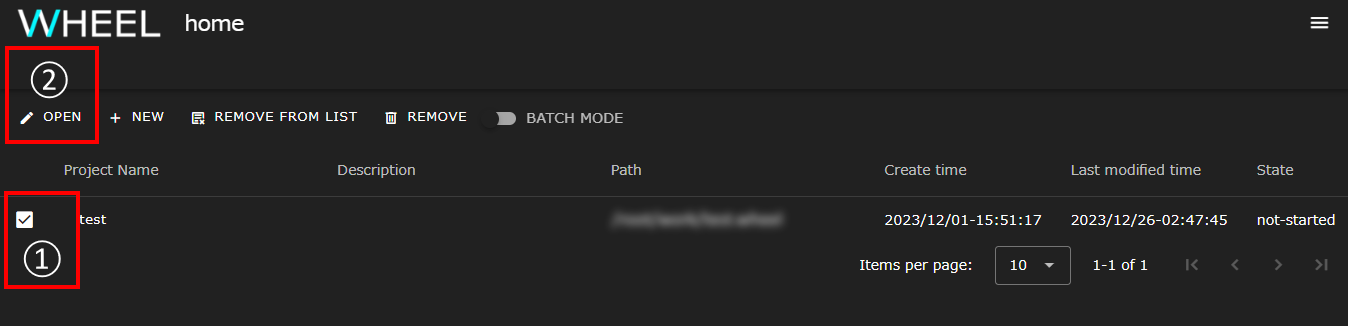 WHEEL home
②
OPEN NEW REMOVE FROM LIST REMOVE BATCH MODE
Project Name Description Path Create time Last modified time State
test 2023/12/01-15:51:17 2023/12/26-02:47:45 not-started
①
Items per page: 10 1-1 of 1